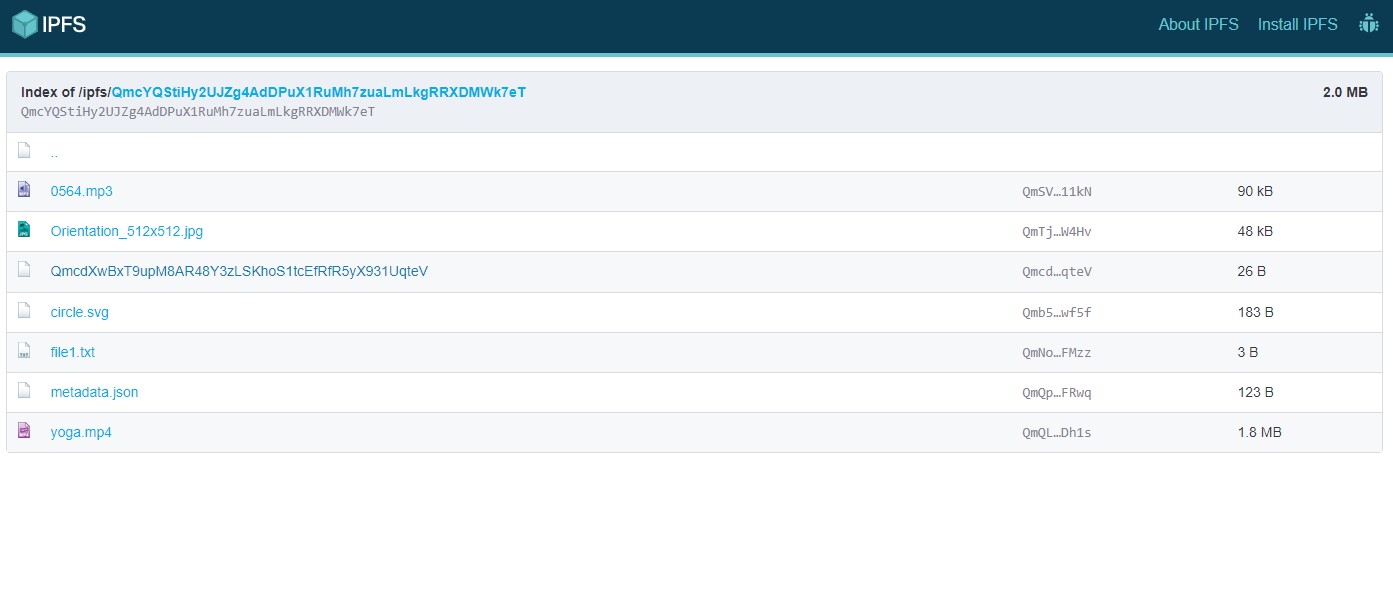 IPFS About IPFS Install IPFS
Index of /ipfs/QmcYQStiHy2UJZg4AdDPuX1RuMh7zuaLmLkgRRXDMWk7eT 2.0 MB
QmcYQStiHy2UJZg4AdDPuX1RuMh7zuaLmLkgRRXDMWk7eT
..
0564.mp3 QmSV…11kN 90 kB
Orientation_512x512.jpg QmTj…W4Hv 48 kB
QmcdXwBxT9upM8AR48Y3zLSKhoS1tcEfRfR5yX931UqteV Qmcd…qteV 26 B
circle.svg Qmb5…wf5f 183 B
file1.txt QmNo…FMzz 3 B
metadata.json QmQp…FRwq 123 B
yoga.mp4 QmQL…Dh1s 1.8 MB